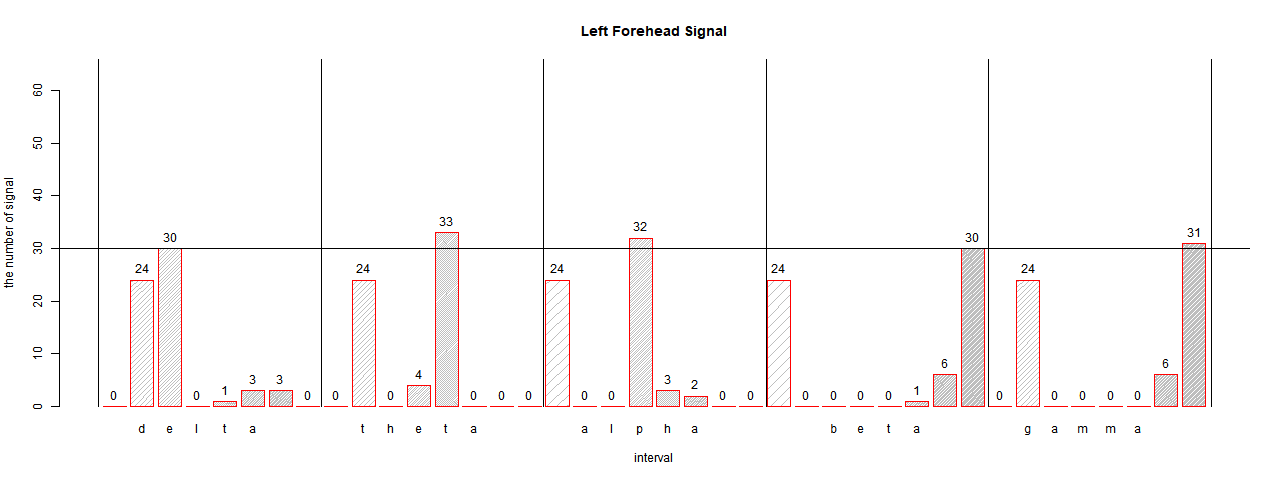 Left Forehead Signal
the number of signal
60
50
40
30
20
10
0
0 24 30 0 1 3 3 0 0 24 0 4 33 0 0 0 24 0 0 32 3 2 0 0 24 0 0 0 0 1 6 30 0 24 0 0 0 0 6 31
d e l t a t h e t a a l p h a b e t a g a m m a
interval